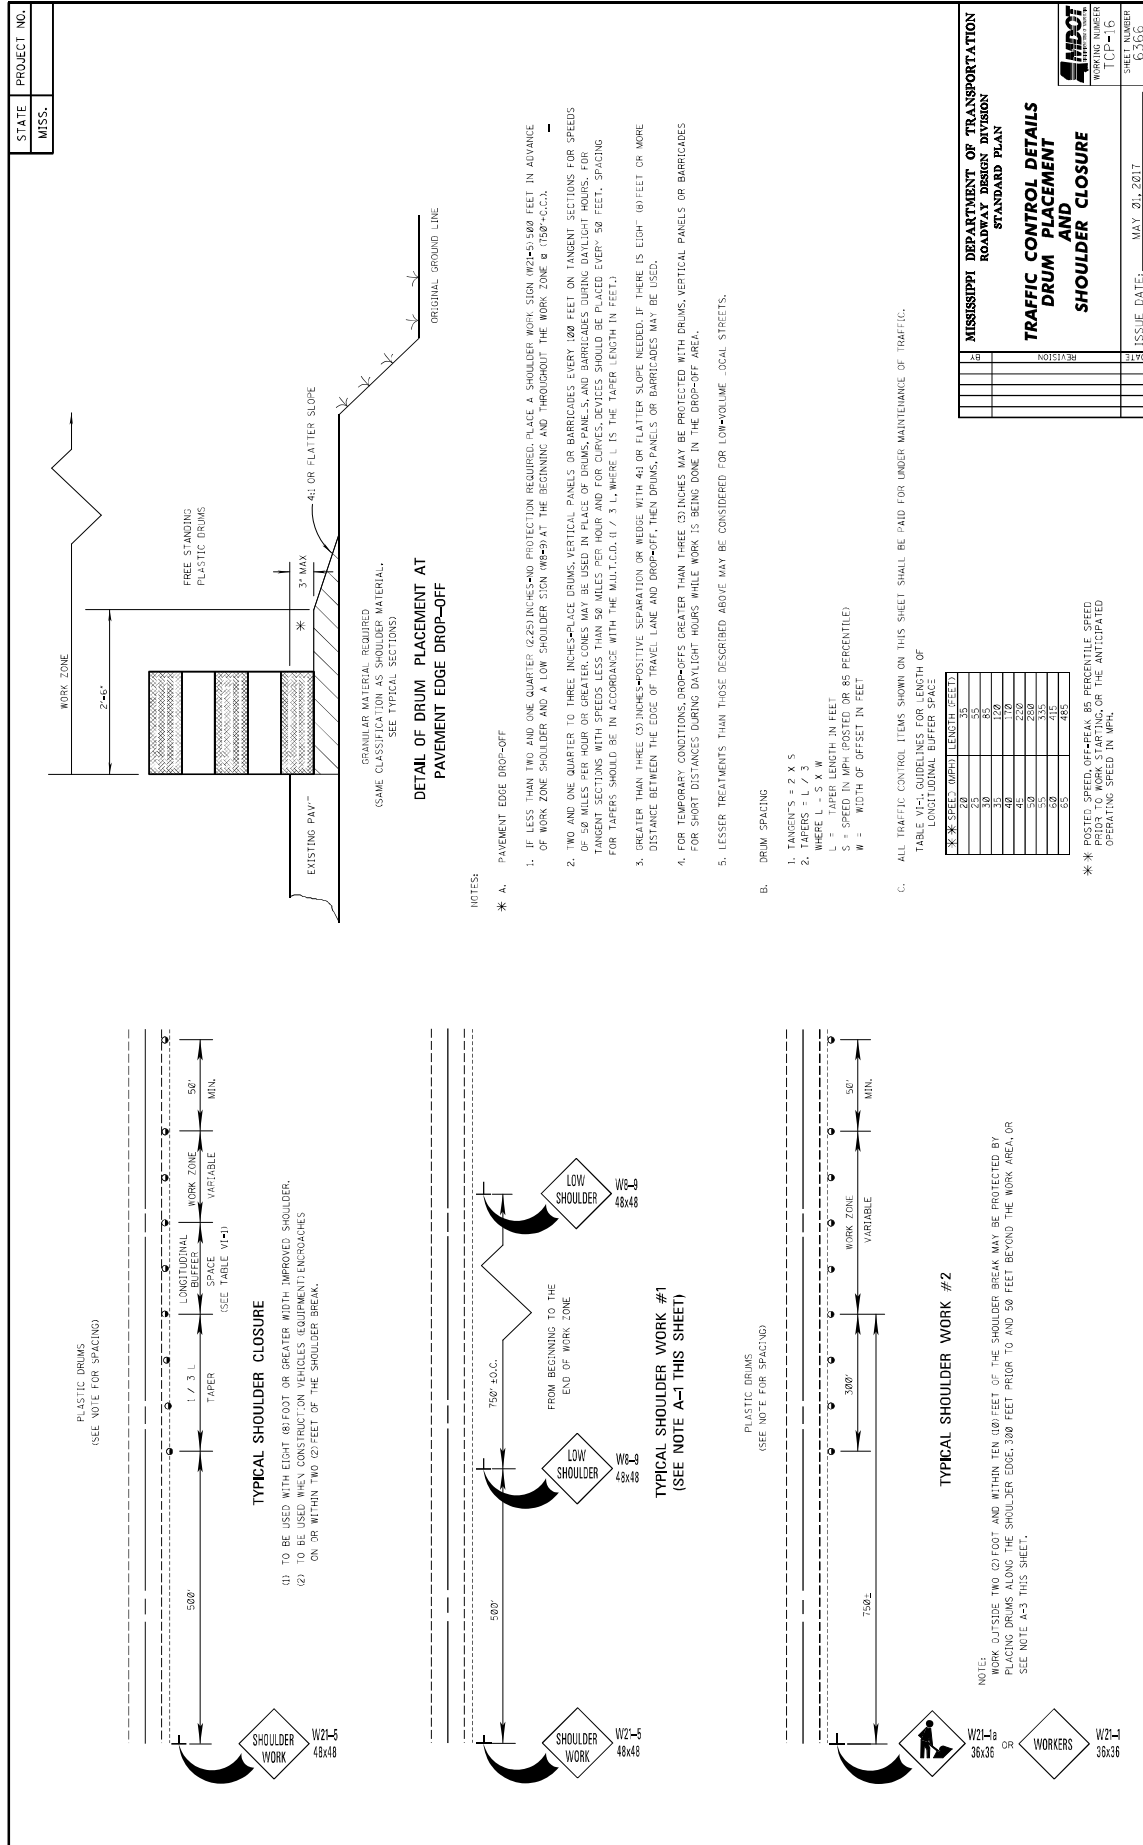 STATE PROJECT NO.
MISS.
PLASTIC DRUMS
(SEE NOTE FOR SPACING)
500'
1 / 3 L
TAPER
LONGITUDINAL
BUFFER
SPACE
(SEE TABLE VI-1)
WORK ZONE
VARIABLE
50'
MIN.
SHOULDER
WORK
W21-5
48x48
TYPICAL SHOULDER CLOSURE
(1) TO BE USED WITH EIGHT (8) FOOT OR GREATER WIDTH IMPROVED SHOULDER.
(2) TO BE USED WHEN CONSTRUCTION VEHICLES (EQUIPMENT) ENCROACHES
ON OR WITHIN TWO (2) FEET OF THE SHOULDER BREAK.
500'
750' ±O.C.
FROM BEGINNING TO THE
END OF WORK ZONE
SHOULDER
WORK
W21-5
48x48
LOW
SHOULDER
W8-9
48x48
LOW
SHOULDER
W8-9
48x48
TYPICAL SHOULDER WORK #1
(SEE NOTE A-1 THIS SHEET)
PLASTIC DRUMS
(SEE NOTE FOR SPACING)
750±
300'
WORK ZONE
VARIABLE
50'
MIN.
W21-1a
36x36
OR
WORKERS
W21-1
36x36
TYPICAL SHOULDER WORK #2
NOTE:
WORK OUTSIDE TWO (2) FOOT AND WITHIN TEN (10) FEET OF THE SHOULDER BREAK MAY BE PROTECTED BY
PLACING DRUMS ALONG THE SHOULDER EDGE, 300 FEET PRIOR TO AND 50 FEET BEYOND THE WORK AREA, OR
SEE NOTE A-3 THIS SHEET.
WORK ZONE
2'-6"
FREE STANDING
PLASTIC DRUMS
*
3" MAX
4:1 OR FLATTER SLOPE
ORIGINAL GROUND LINE
EXISTING PAV'T
GRANULAR MATERIAL REQUIRED
(SAME CLASSIFICATION AS SHOULDER MATERIAL,
SEE TYPICAL SECTIONS)
DETAIL OF DRUM PLACEMENT AT
PAVEMENT EDGE DROP-OFF
NOTES:
* A. PAVEMENT EDGE DROP-OFF
1. IF LESS THAN TWO AND ONE QUARTER (2.25) INCHES-NO PROTECTION REQUIRED. PLACE A SHOULDER WORK SIGN (W21-5) 500 FEET IN ADVANCE
OF WORK ZONE SHOULDER AND A LOW SHOULDER SIGN (W8-9) AT THE BEGINNING AND THROUGHOUT THE WORK ZONE @ (750'+C.C.).
2. TWO AND ONE QUARTER TO THREE INCHES-PLACE DRUMS, VERTICAL PANELS OR BARRICADES EVERY 100 FEET ON TANGENT SECTIONS FOR SPEEDS
OF 50 MILES PER HOUR OR GREATER. CONES MAY BE USED IN PLACE OF DRUMS, PANELS, AND BARRICADES DURING DAYLIGHT HOURS. FOR
TANGENT SECTIONS WITH SPEEDS LESS THAN 50 MILES PER HOUR AND FOR CURVES, DEVICES SHOULD BE PLACED EVERY 50 FEET. SPACING
FOR TAPERS SHOULD BE IN ACCORDANCE WITH THE M.U.T.C.D. (1 / 3 L, WHERE L IS THE TAPER LENGTH IN FEET.)
3. GREATER THAN THREE (3) INCHES-POSITIVE SEPARATION OR WEDGE WITH 4:1 OR FLATTER SLOPE NEEDED. IF THERE IS EIGHT (8) FEET OR MORE
DISTANCE BETWEEN THE EDGE OF TRAVEL LANE AND DROP-OFF, THEN DRUMS, PANELS OR BARRICADES MAY BE USED.
4. FOR TEMPORARY CONDITIONS, DROP-OFFS GREATER THAN THREE (3) INCHES MAY BE PROTECTED WITH DRUMS, VERTICAL PANELS OR BARRICADES
FOR SHORT DISTANCES DURING DAYLIGHT HOURS WHILE WORK IS BEING DONE IN THE DROP-OFF AREA.
5. LESSER TREATMENTS THAN THOSE DESCRIBED ABOVE MAY BE CONSIDERED FOR LOW-VOLUME LOCAL STREETS.
B. DRUM SPACING
1. TANGENTS = 2 X S
2. TAPERS = L / 3
WHERE L = S X W
L = TAPER LENGTH IN FEET
S = SPEED IN MPH (POSTED OR 85 PERCENTILE)
W = WIDTH OF OFFSET IN FEET
C. ALL TRAFFIC CONTROL ITEMS SHOWN ON THIS SHEET SHALL BE PAID FOR UNDER MAINTENANCE OF TRAFFIC.
TABLE VI-1. GUIDELINES FOR LENGTH OF
LONGITUDINAL BUFFER SPACE
** SPEED (MPH) LENGTH (FEET)
20 35
25 55
30 85
35 120
40 170
45 220
50 280
55 335
60 415
65 485
** POSTED SPEED, OFF-PEAK 85 PERCENTILE SPEED
PRIOR TO WORK STARTING, OR THE ANTICIPATED
OPERATING SPEED IN MPH.
BY
REVISION
DATE
MISSISSIPPI DEPARTMENT OF TRANSPORTATION
ROADWAY DESIGN DIVISION
STANDARD PLAN
TRAFFIC CONTROL DETAILS
DRUM PLACEMENT
AND
SHOULDER CLOSURE
MDOT
WORKING NUMBER
TCP-16
SHEET NUMBER
6366
ISSUE DATE: MAY 01, 2017